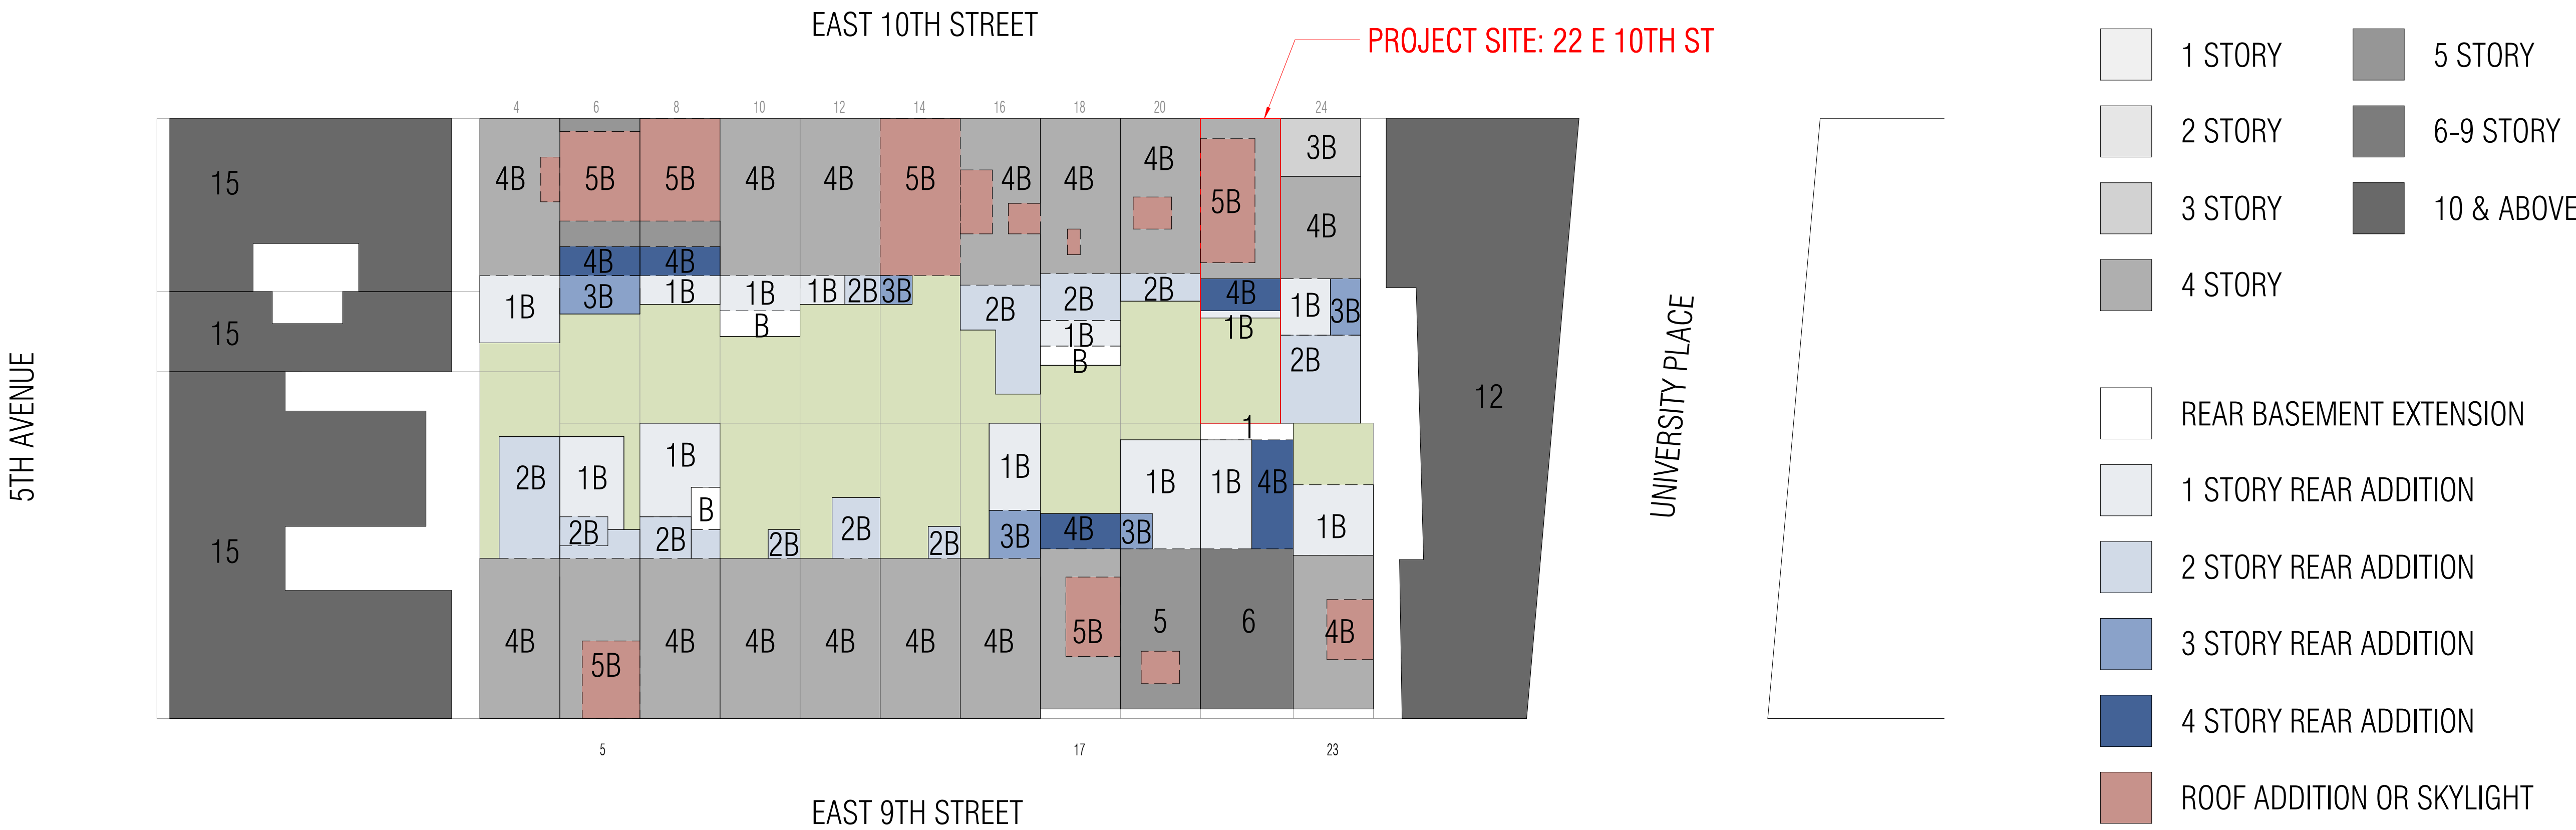 EAST 10TH STREET
PROJECT SITE: 22 E 10TH ST
1 STORY
5 STORY
2 STORY
6-9 STORY
3 STORY
10 & ABOVE
4 STORY
REAR BASEMENT EXTENSION
1 STORY REAR ADDITION
2 STORY REAR ADDITION
3 STORY REAR ADDITION
4 STORY REAR ADDITION
ROOF ADDITION OR SKYLIGHT
4 6 8 10 12 14 16 18 20 24
15 4B 5B 5B 4B 4B 5B 4B 4B 4B 5B 3B
4B
4B 4B
15 1B 3B 1B 1B 1B 2B 3B 2B 2B 2B 4B 1B 3B
B 1B 1B
B 2B
5TH AVENUE
UNIVERSITY PLACE
12
1
2B 1B 1B 1B 1B 1B 4B
B
15 2B 2B 2B 2B 2B 3B 4B 3B 1B
4B 5B 4B 4B 4B 4B 4B 5B 5 6 4B
5 17 23
EAST 9TH STREET